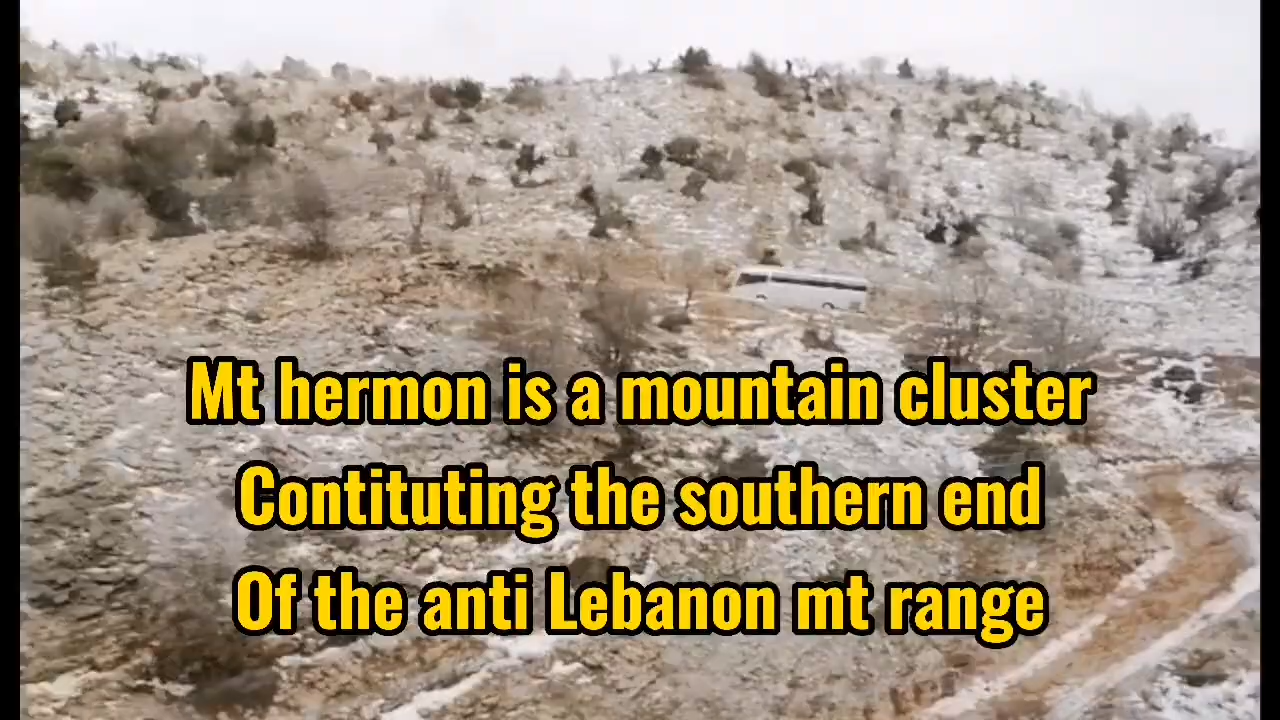 Mt hermon is a mountain cluster
Contituting the southern end
Of the anti Lebanon mt range